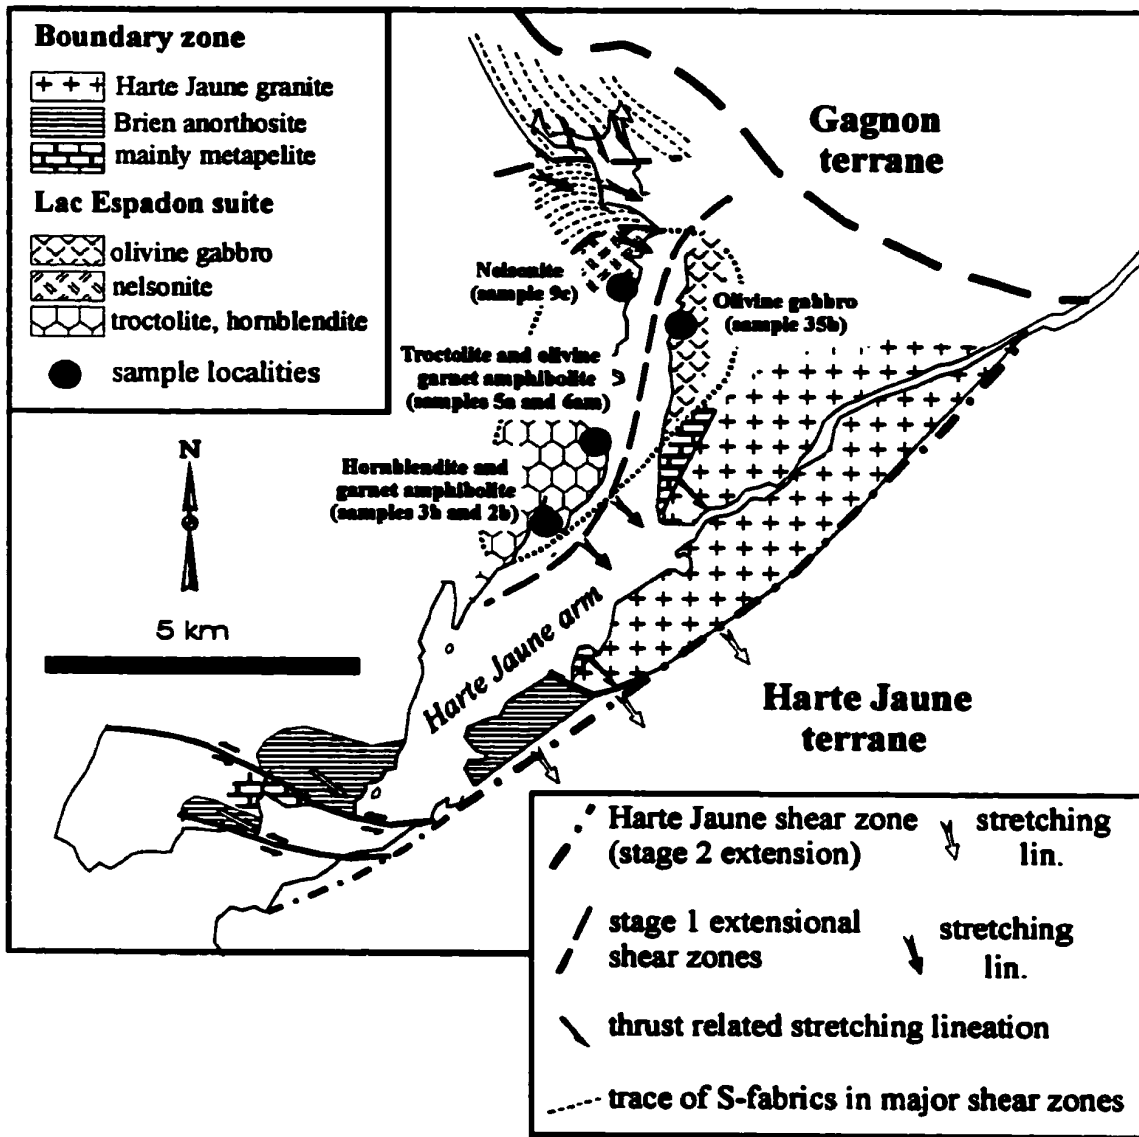 Boundary zone
Harte Jaune granite
Brien anorthosite
mainly metapelite
Lac Espadon suite
olivine gabbro
nelsonite
troctolite, hornblendite
sample localities
Gagnon
terrane
Nelsonite
(sample 9c)
Olivine gabbro
(sample 35b)
Troctolite and olivine
garnet amphibolite
(samples 5a and 6am)
Hornblendite and
garnet amphibolite
(samples 3b and 2b)
N
5 km
Harte Jaune arm
Harte Jaune
terrane
Harte Jaune shear zone
(stage 2 extension)
stretching
lin.
stage 1 extensional
shear zones
stretching
lin.
thrust related stretching lineation
trace of S-fabrics in major shear zones